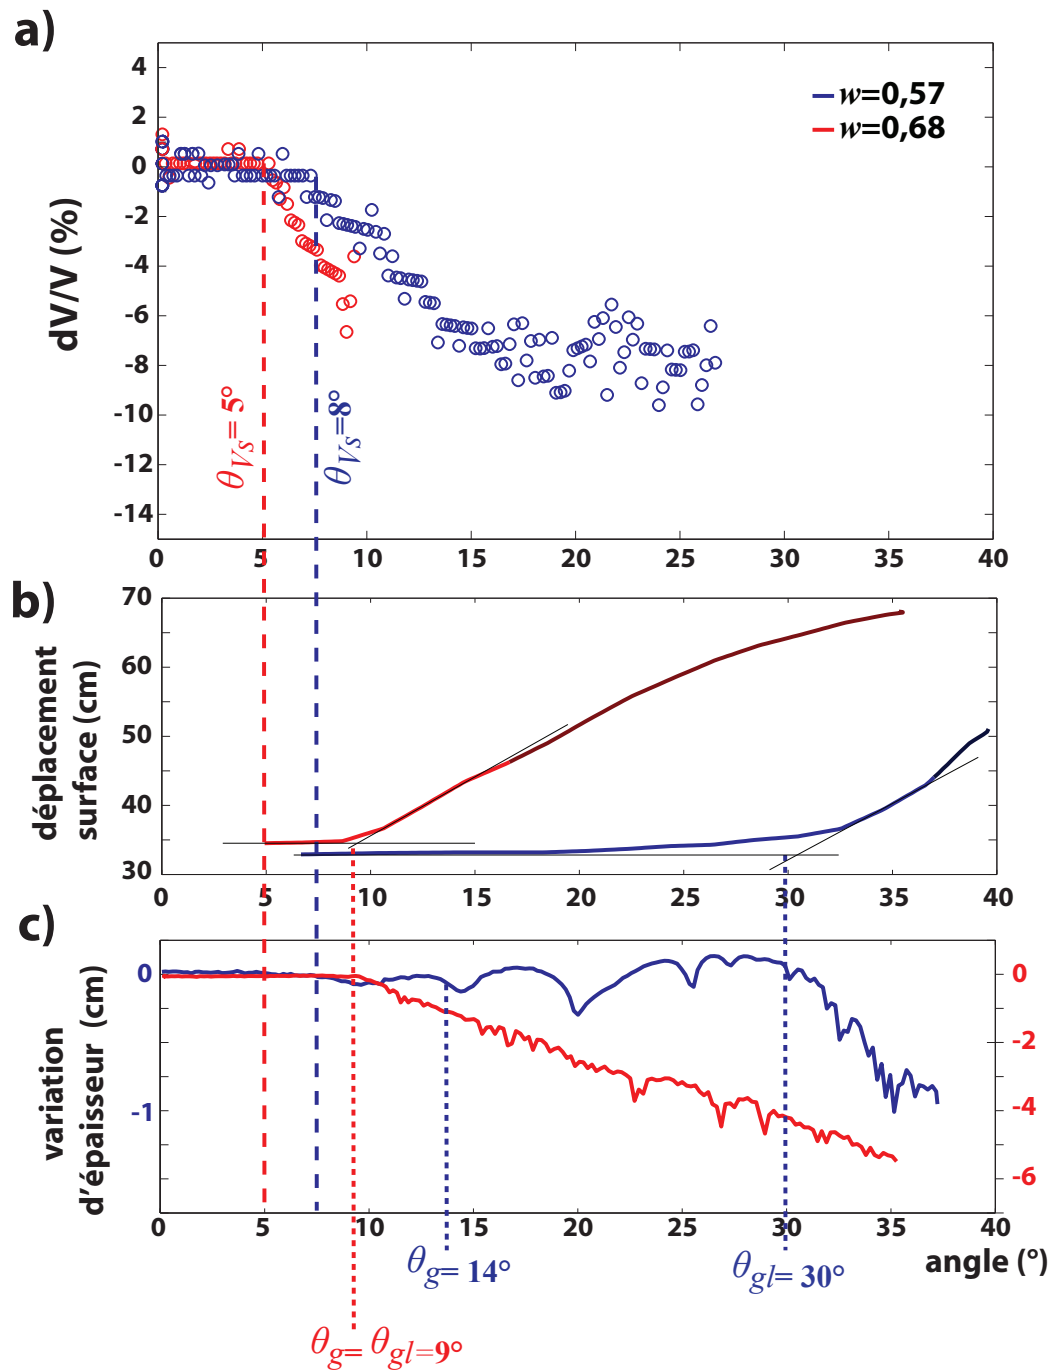 a)
4
2
0
-2
-4
-6
-8
-10
-12
-14
dV/V (%)
w=0,57
w=0,68
θVs= 5°
θVs= 8°
0 5 10 15 20 25 30 35 40
b)
70
60
50
40
30
déplacement
surface (cm)
0 5 10 15 20 25 30 35 40
c)
0
-1
variation
d'épaisseur (cm)
0
-2
-4
-6
0 5 10 15 20 25 30 35 40
angle (°)
θg= 14°
θgl= 30°
θg= θgl=9°